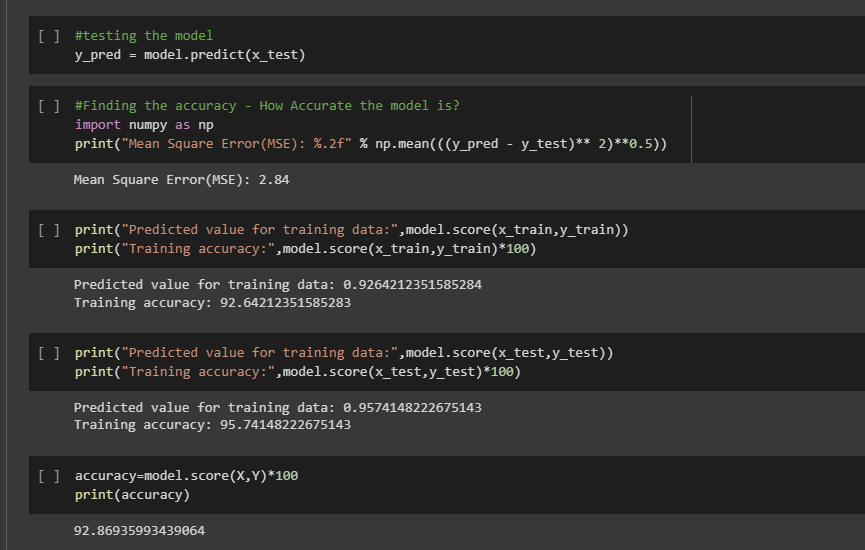 [ ] #testing the model
y_pred = model.predict(x_test)
[ ] #Finding the accuracy - How Accurate the model is?
import numpy as np
print("Mean Square Error(MSE): %.2f" % np.mean(((y_pred - y_test)** 2)**0.5))
Mean Square Error(MSE): 2.84
[ ] print("Predicted value for training data:",model.score(x_train,y_train))
print("Training accuracy:",model.score(x_train,y_train)*100)
Predicted value for training data: 0.9264212351585284
Training accuracy: 92.64212351585283
[ ] print("Predicted value for training data:",model.score(x_test,y_test))
print("Training accuracy:",model.score(x_test,y_test)*100)
Predicted value for training data: 0.9574148222675143
Training accuracy: 95.74148222675143
[ ] accuracy=model.score(X,Y)*100
print(accuracy)
92.86935993439064